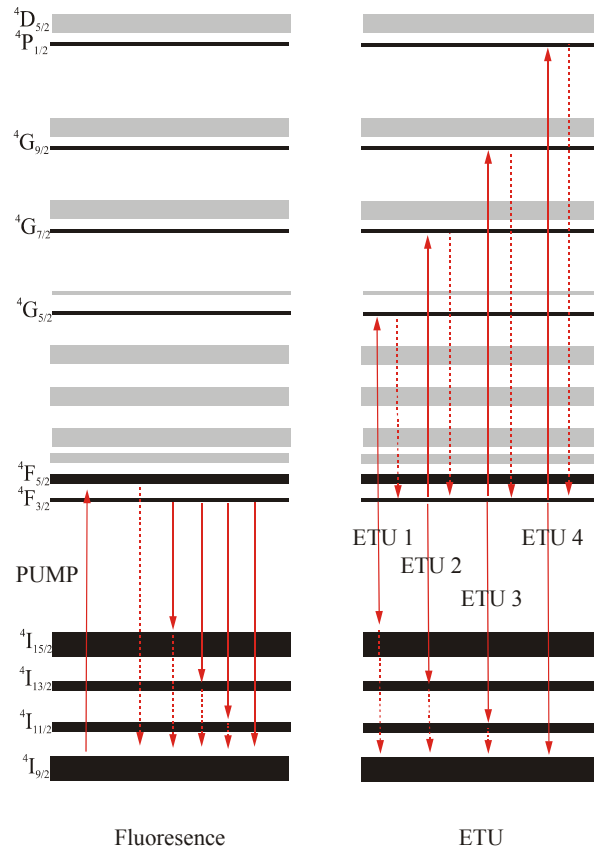 ⁴D₅/₂
⁴P₁/₂
⁴G₉/₂
⁴G₇/₂
⁴G₅/₂
⁴F₅/₂
⁴F₃/₂
PUMP
⁴I₁₅/₂
⁴I₁₃/₂
⁴I₁₁/₂
⁴I₉/₂
Fluoresence
ETU 1
ETU 2
ETU 3
ETU 4
ETU